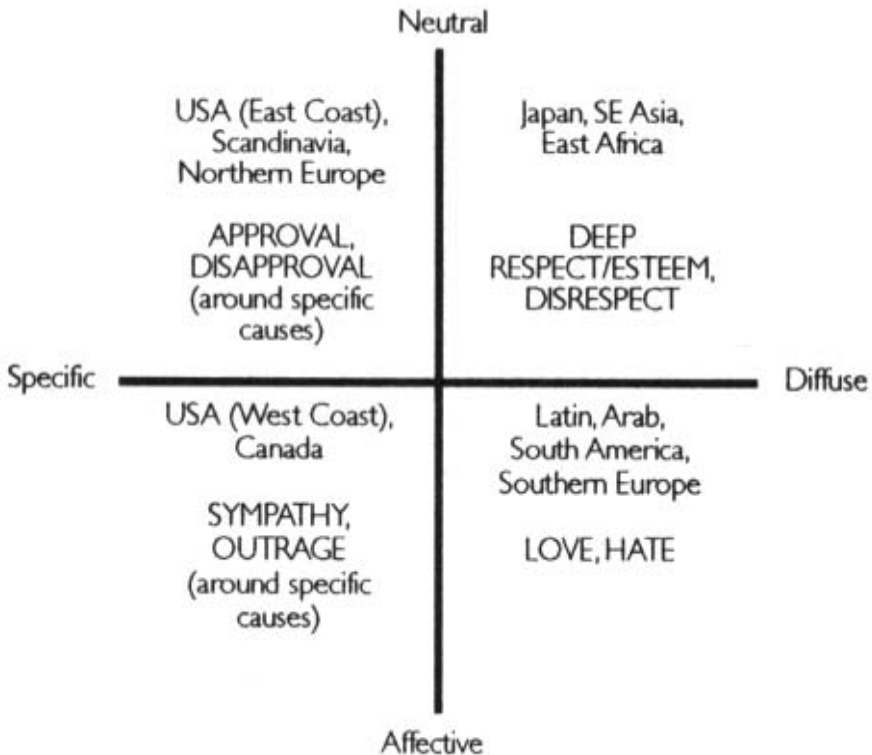 Neutral
USA (East Coast),
Scandinavia,
Northern Europe
APPROVAL,
DISAPPROVAL
(around specific
causes)
Japan, SE Asia,
East Africa
DEEP
RESPECT/ESTEEM,
DISRESPECT
Specific
Diffuse
USA (West Coast),
Canada
SYMPATHY,
OUTRAGE
(around specific
causes)
Latin, Arab,
South America,
Southern Europe
LOVE, HATE
Affective